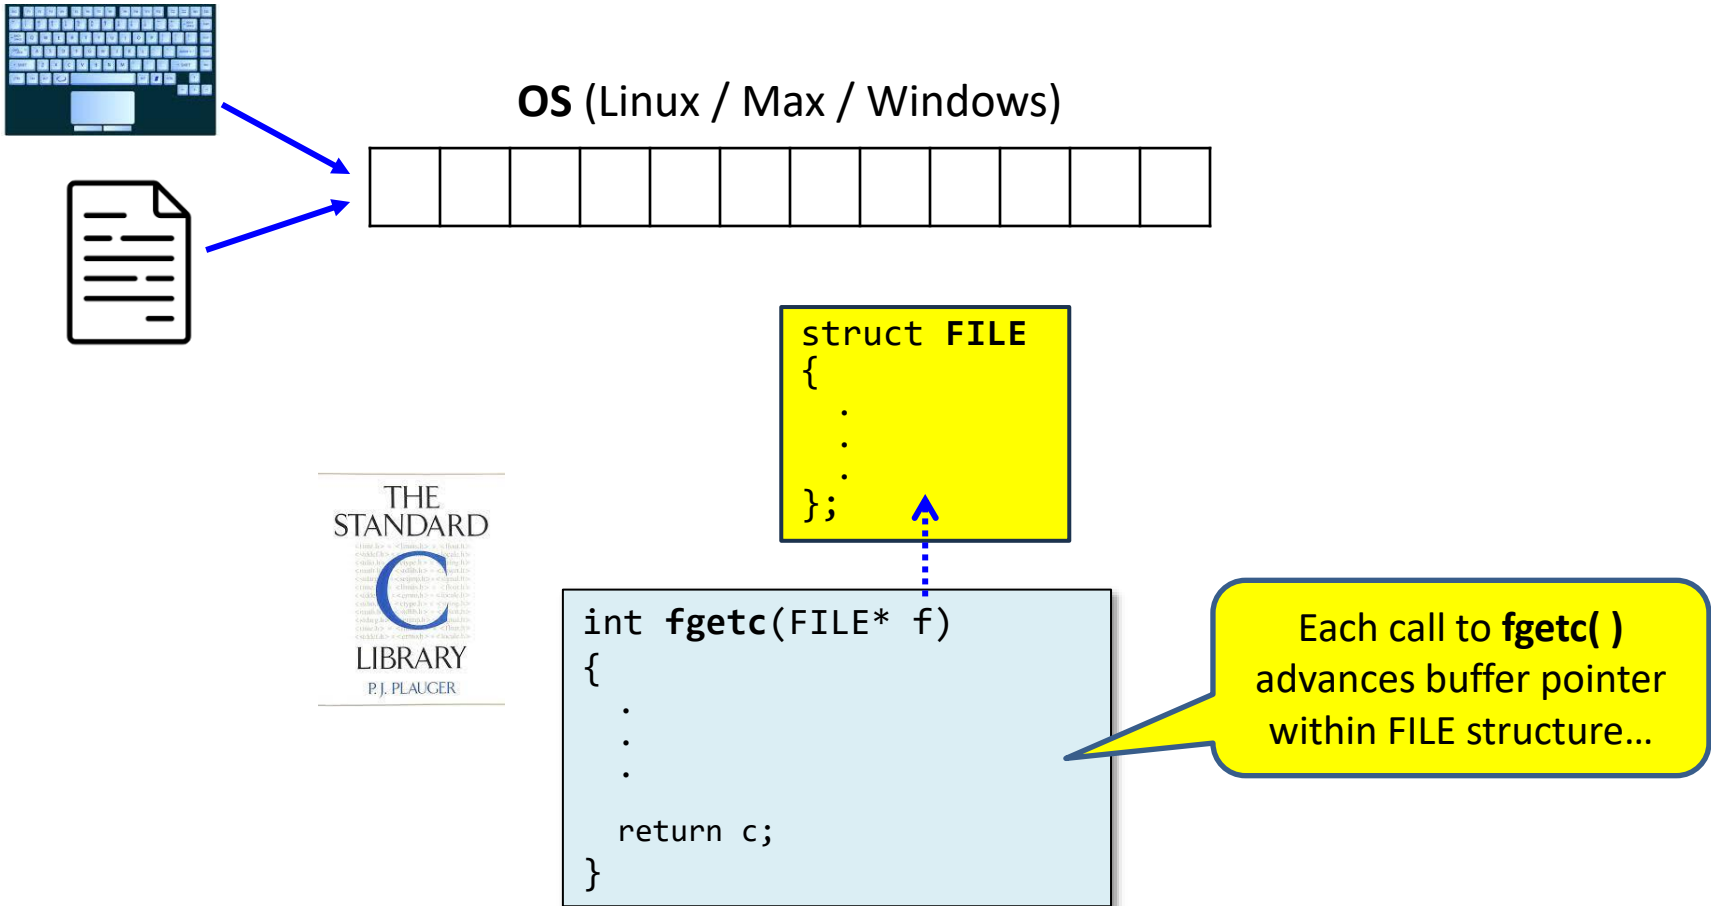 OS (Linux / Max / Windows)
struct FILE
{
.
.
.
};
THE
STANDARD
C
LIBRARY
P.J. PLAUGER
int fgetc(FILE* f)
{
.
.
.
return c;
}
Each call to fgetc( )
advances buffer pointer
within FILE structure…